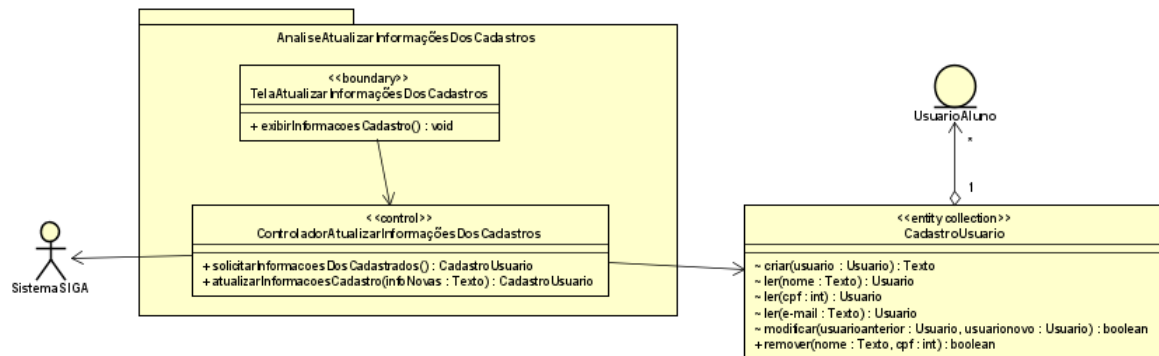 AnaliseAtualizarInformaçõesDosCadastros
<<boundary>>
TelaAtualizarInformaçõesDosCadastros
+ exibirInformacoesCadastro() : void
UsuarioAluno
*
1
<<control>>
ControladorAtualizarInformaçõesDosCadastros
+ solicitarInformacoesDosCadastrados() : CadastroUsuario
+ atualizarInformacoesCadastro(infoNovas : Texto) : CadastroUsuario
SistemaSIGA
<<entity collection>>
CadastroUsuario
~ criar(usuario : Usuario) : Texto
~ ler(nome : Texto) : Usuario
~ ler(cpf : int) : Usuario
~ ler(e-mail : Texto) : Usuario
~ modificar(usuarioanterior : Usuario, usuarionovo : Usuario) : boolean
+ remover(nome : Texto, cpf : int) : boolean